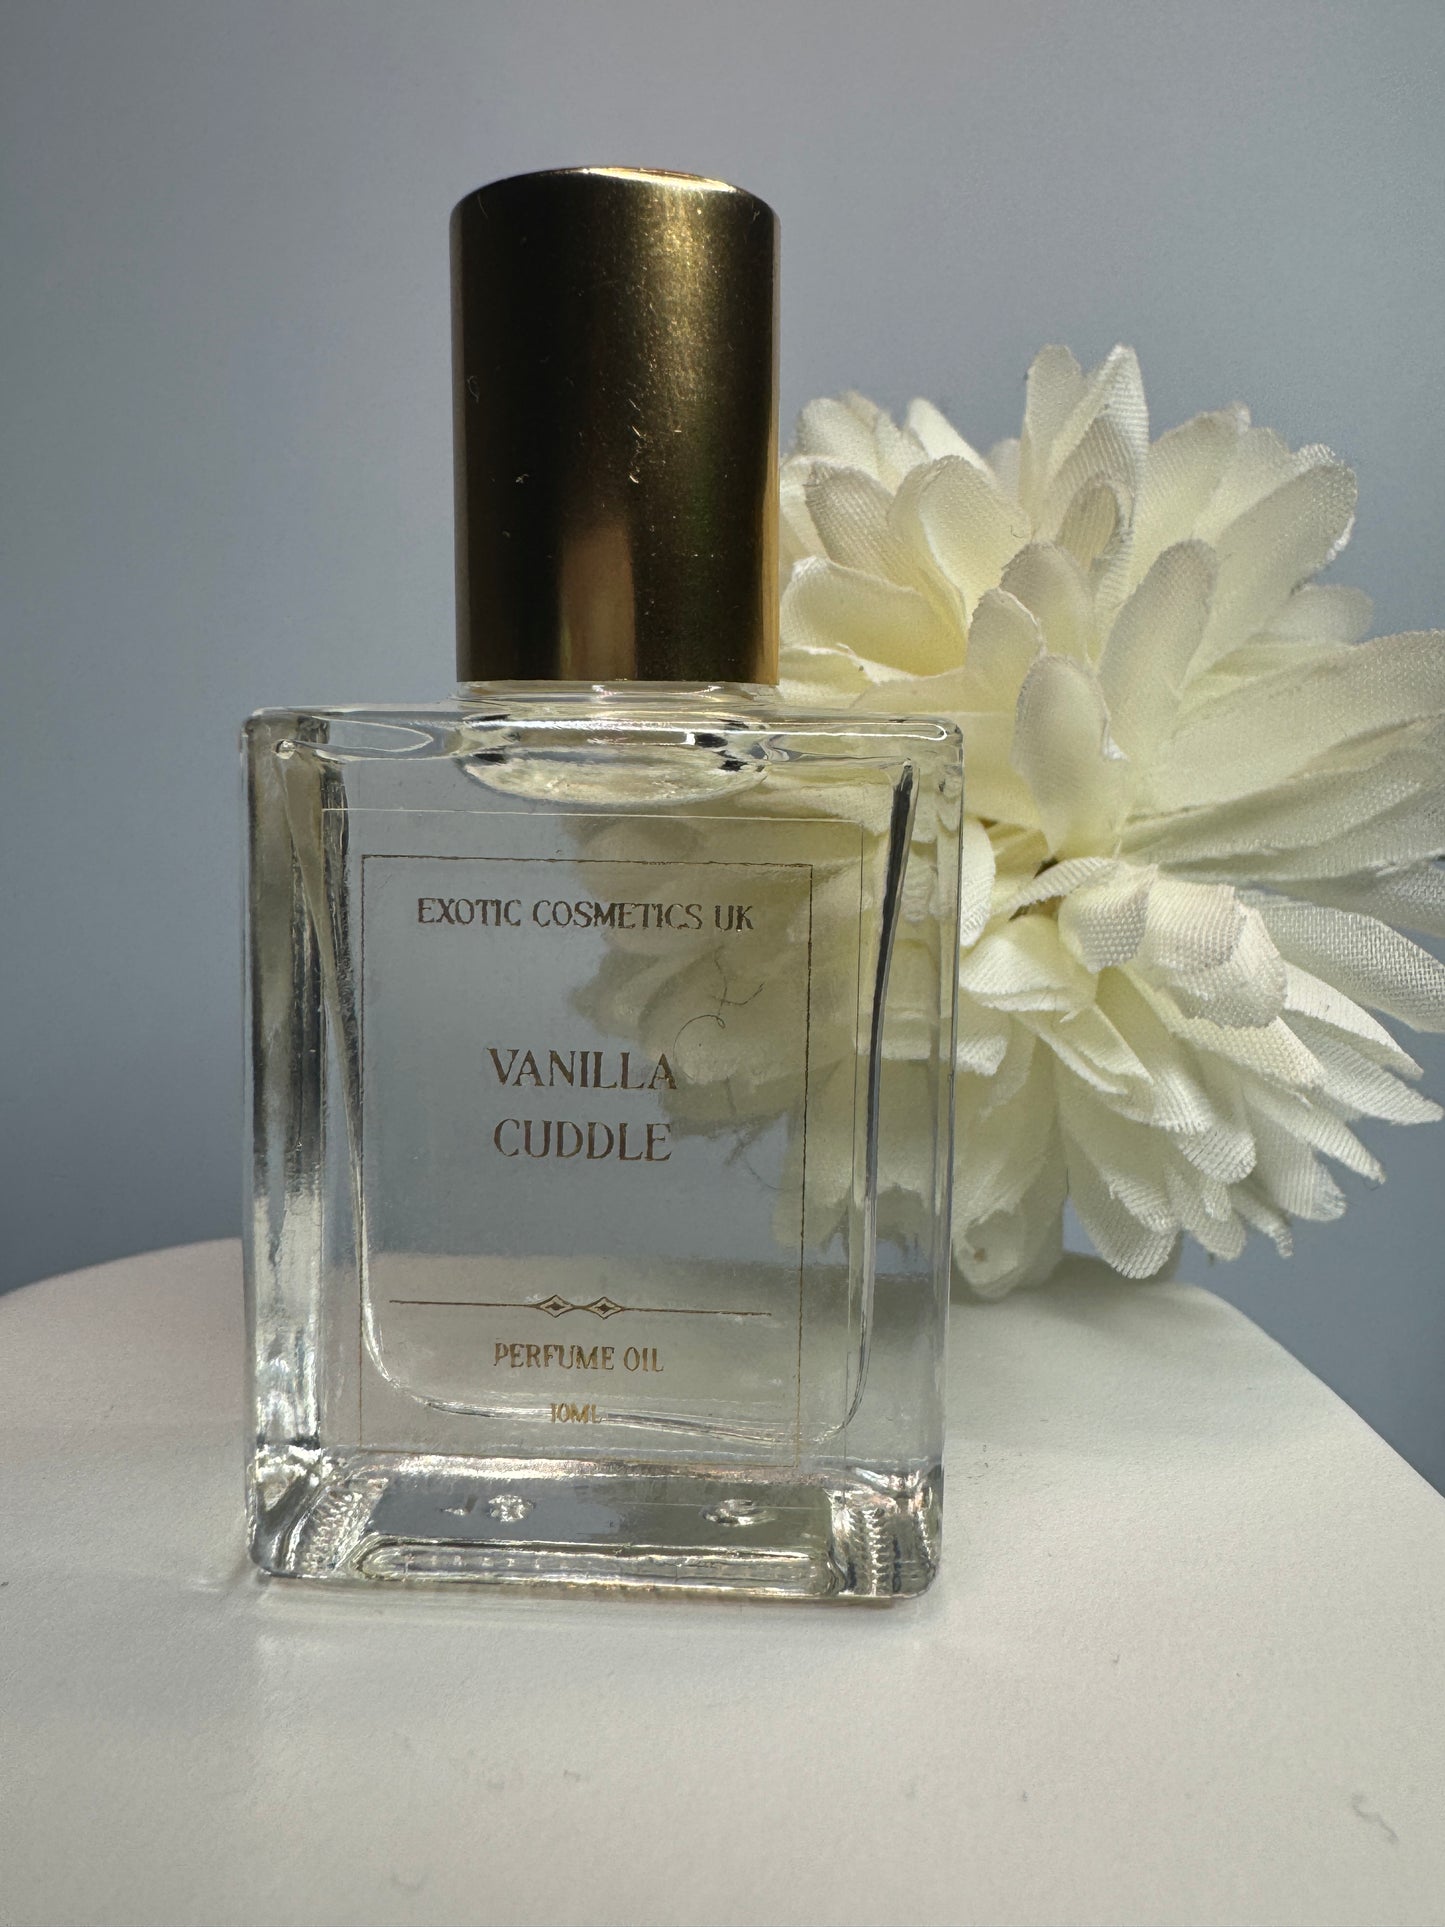 EXOTIC COSMETICS UK
VANILLA
CUDDLE
PERFUME OIL
10ML